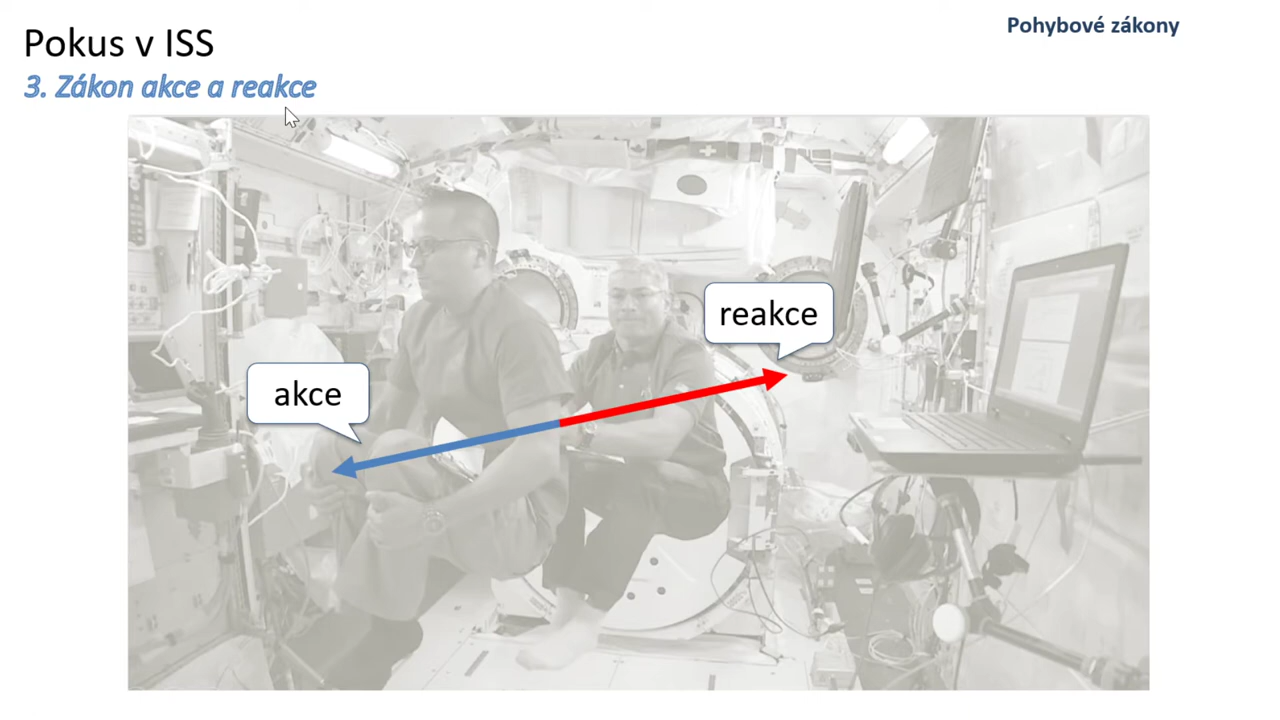 Pokus v ISS
Pohybové zákony
3. Zákon akce a reakce
reakce
akce